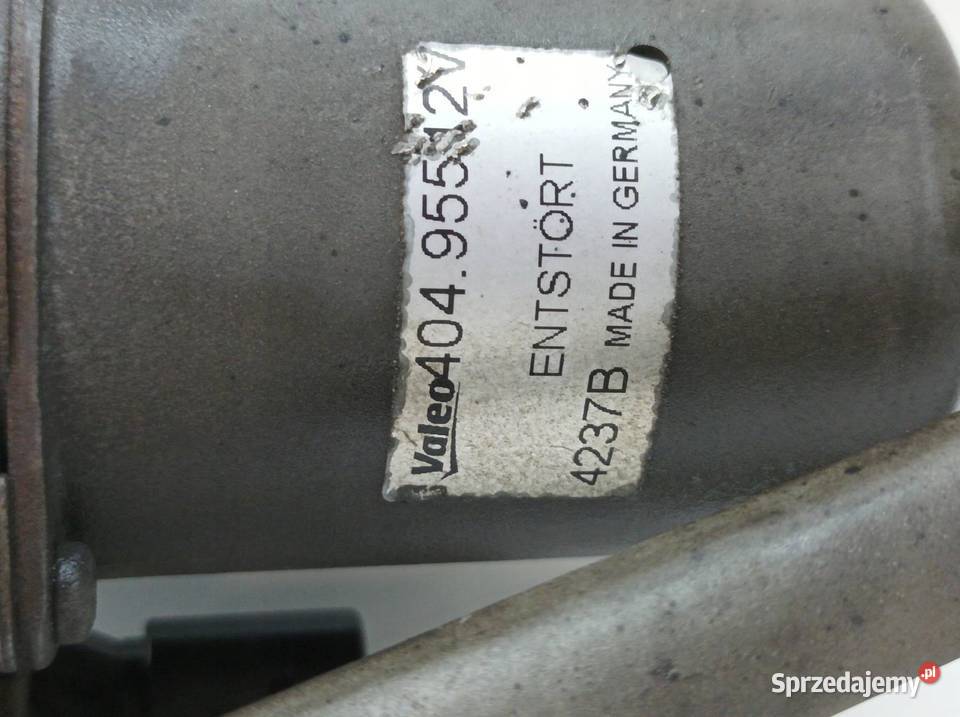 Valeo 404.955 12V
ENTSTÖRT
4237B MADE IN GERMANY
Sprzedajemy.pl